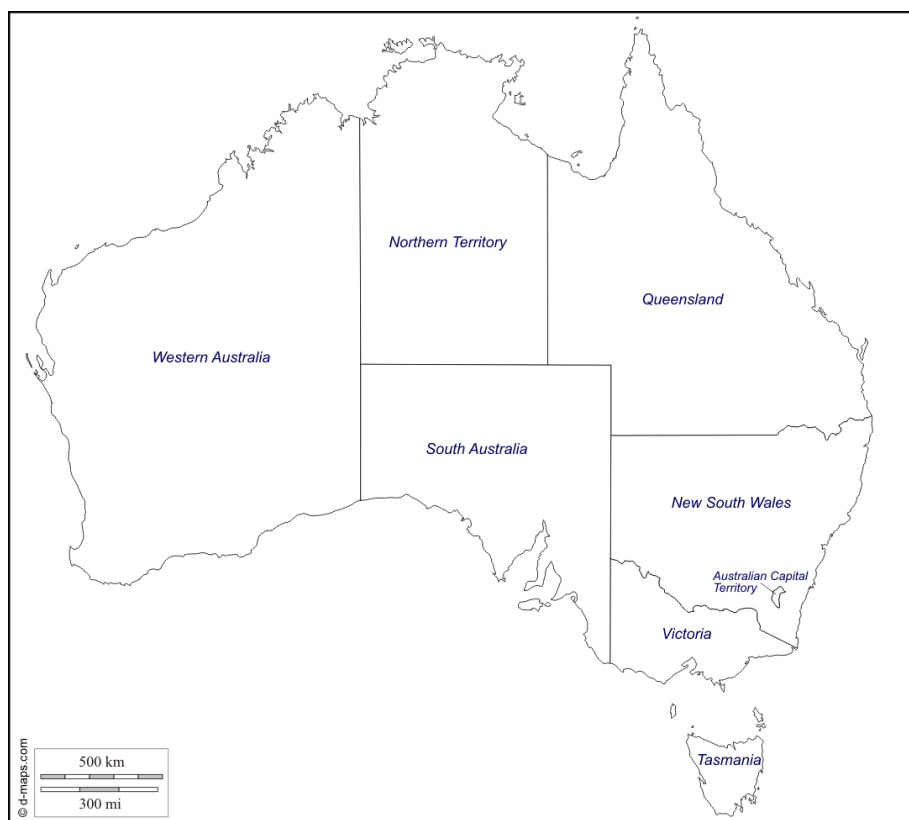 Northern Territory
Queensland
Western Australia
South Australia
New South Wales
Australian Capital
Territory
Victoria
Tasmania
500 km
300 mi
© d-maps.com